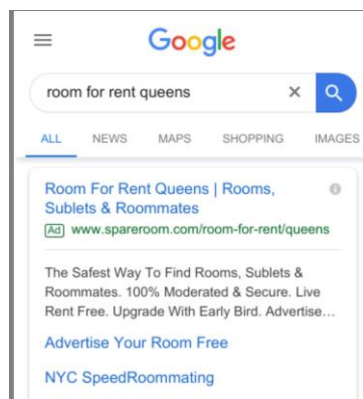 Google
room for rent queens
ALL NEWS MAPS SHOPPING IMAGES
Room For Rent Queens | Rooms,
Sublets & Roommates
Ad www.spareroom.com/room-for-rent/queens
The Safest Way To Find Rooms, Sublets &
Roommates. 100% Moderated & Secure. Live
Rent Free. Upgrade With Early Bird. Advertise…
Advertise Your Room Free
NYC SpeedRoommating